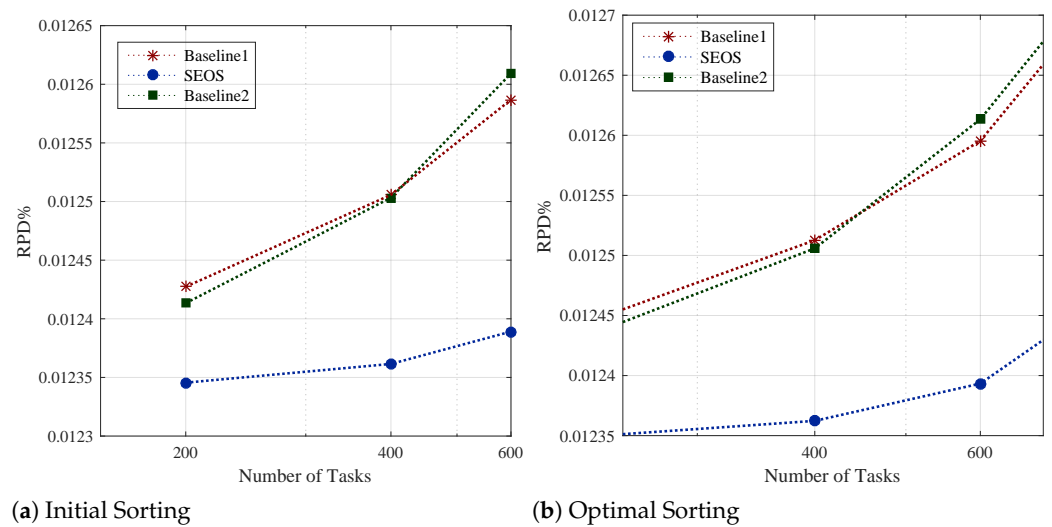 0.01265
0.0126
0.01255
0.0125
0.01245
0.0124
0.01235
0.0123
RPD%
Baseline1
SEOS
Baseline2
200
400
600
Number of Tasks
(a) Initial Sorting
0.0127
0.01265
0.0126
0.01255
0.0125
0.01245
0.0124
0.01235
RPD%
Baseline1
SEOS
Baseline2
400
600
Number of Tasks
(b) Optimal Sorting